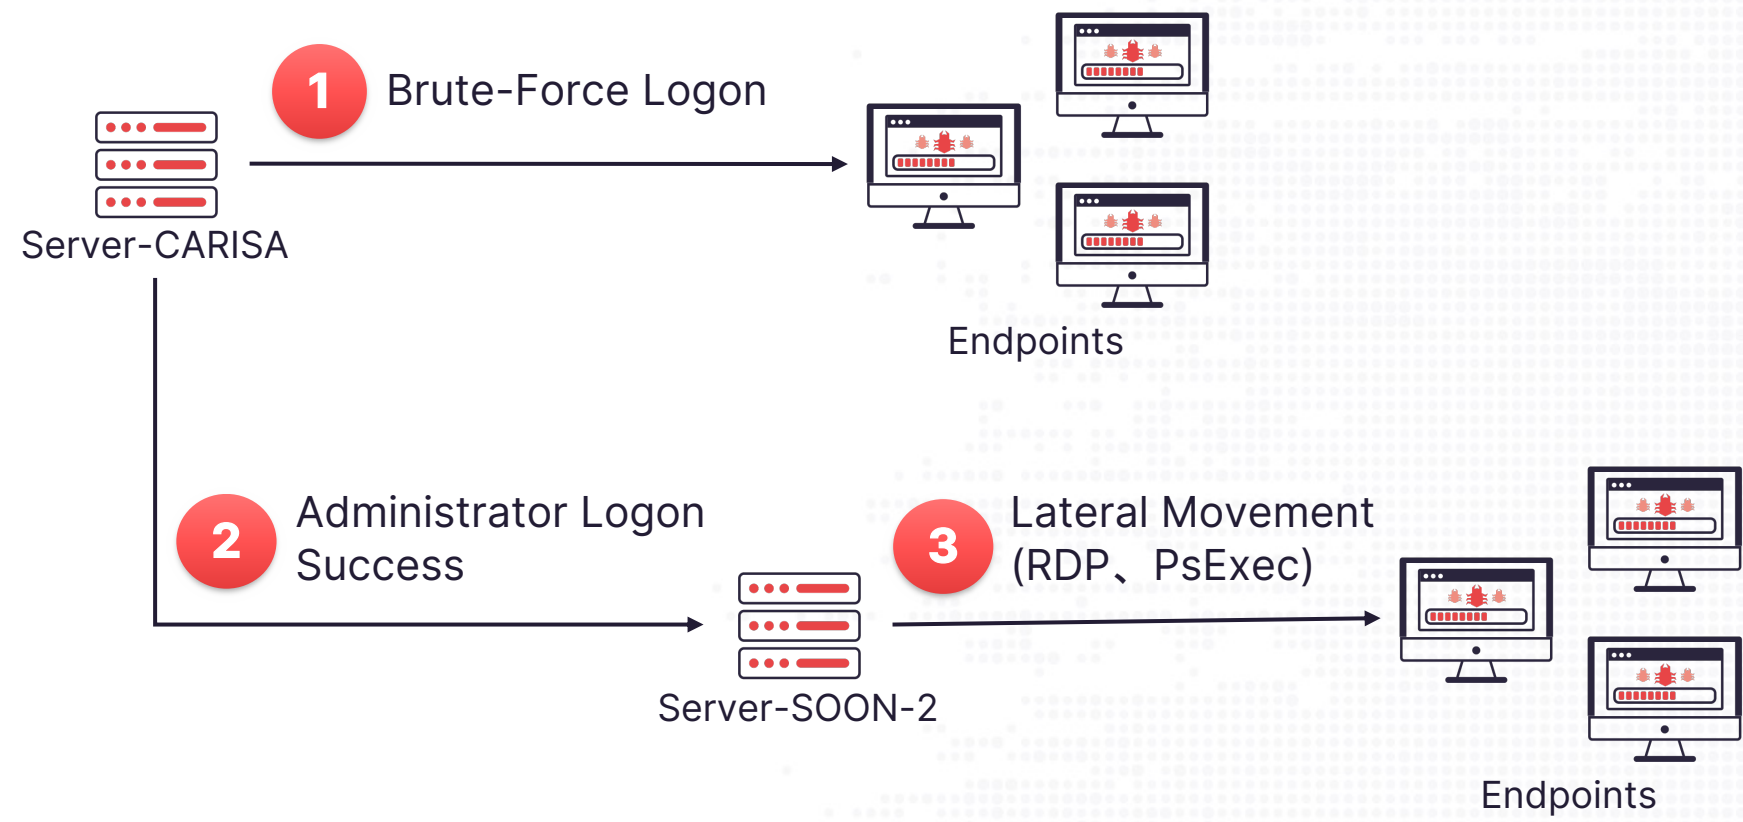 1
Brute-Force Logon
Server-CARISA
Endpoints
2
Administrator Logon
Success
Server-SOON-2
3
Lateral Movement
(RDP、PsExec)
Endpoints